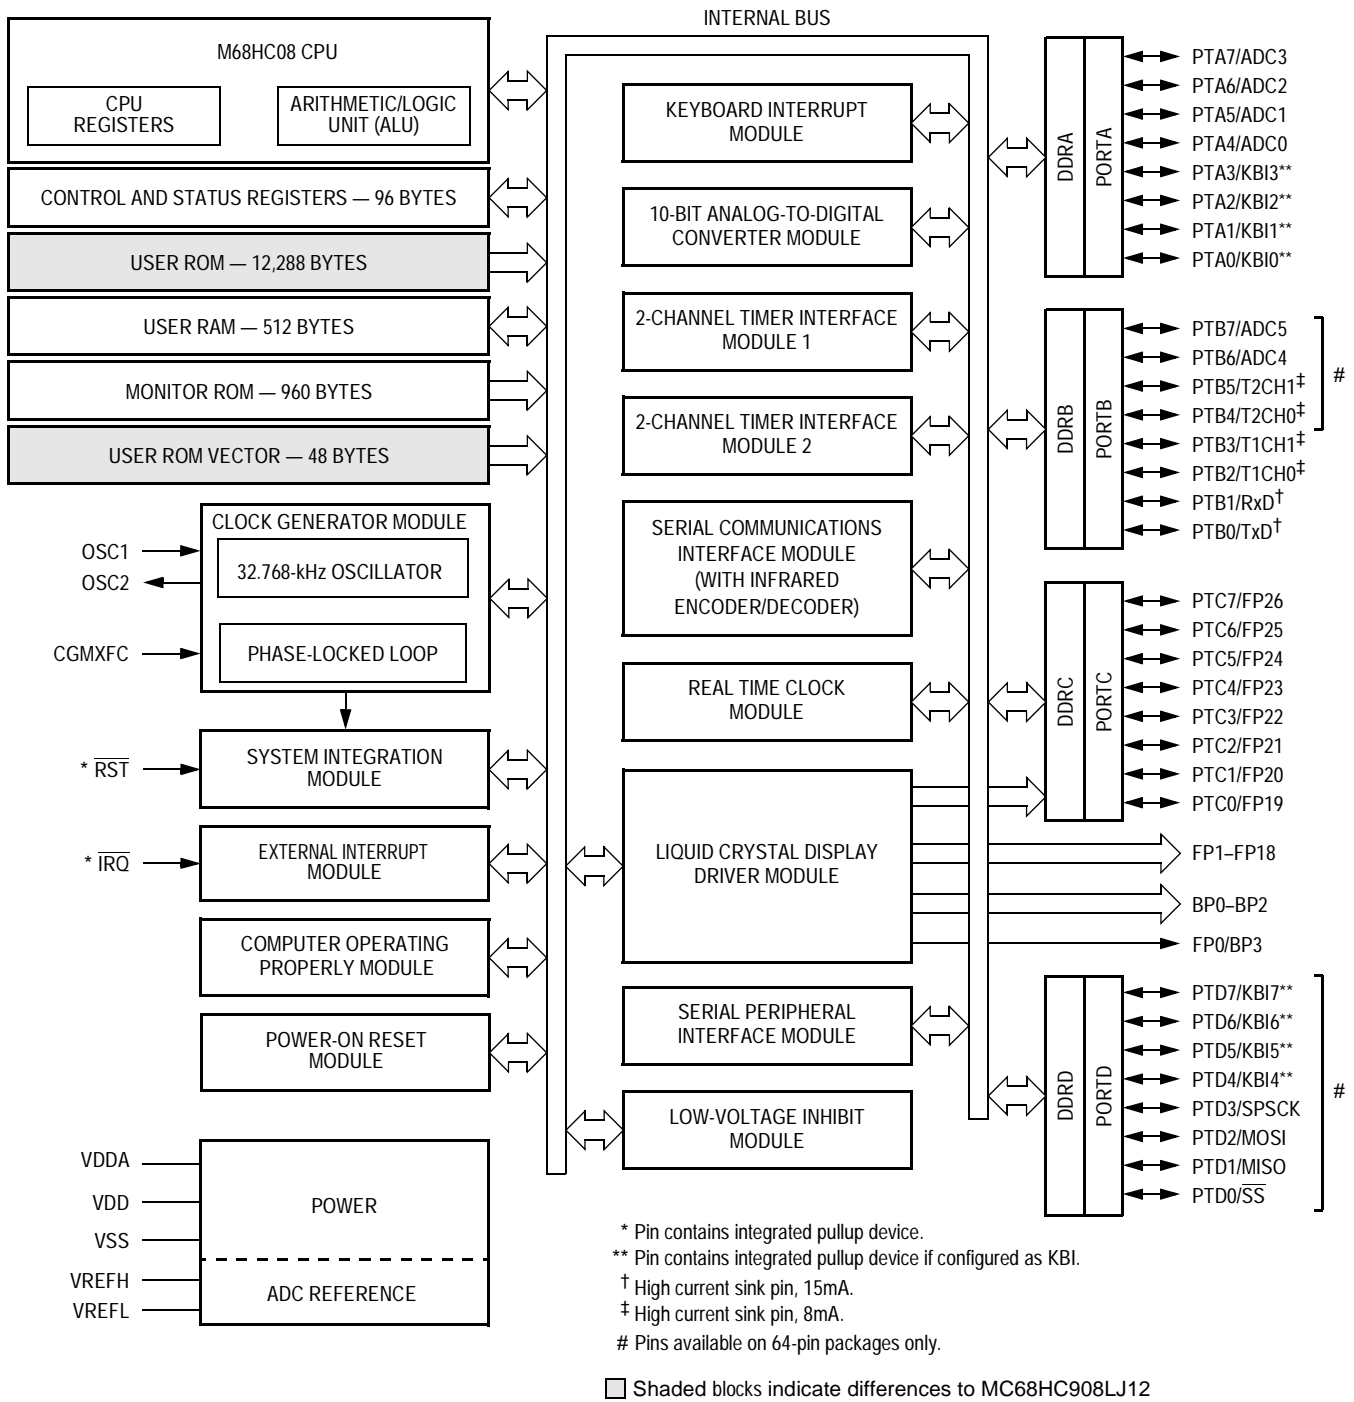 INTERNAL BUS
M68HC08 CPU
CPU
REGISTERS
ARITHMETIC/LOGIC
UNIT (ALU)
CONTROL AND STATUS REGISTERS — 96 BYTES
USER ROM — 12,288 BYTES
USER RAM — 512 BYTES
MONITOR ROM — 960 BYTES
USER ROM VECTOR — 48 BYTES
CLOCK GENERATOR MODULE
32.768-kHz OSCILLATOR
PHASE-LOCKED LOOP
OSC1
OSC2
CGMXFC
SYSTEM INTEGRATION
MODULE
* R̅S̅T̅
EXTERNAL INTERRUPT
MODULE
* I̅R̅Q̅
COMPUTER OPERATING
PROPERLY MODULE
POWER-ON RESET
MODULE
VDDA
VDD
VSS
VREFH
VREFL
POWER
ADC REFERENCE
KEYBOARD INTERRUPT
MODULE
10-BIT ANALOG-TO-DIGITAL
CONVERTER MODULE
2-CHANNEL TIMER INTERFACE
MODULE 1
2-CHANNEL TIMER INTERFACE
MODULE 2
SERIAL COMMUNICATIONS
INTERFACE MODULE
(WITH INFRARED
ENCODER/DECODER)
REAL TIME CLOCK
MODULE
LIQUID CRYSTAL DISPLAY
DRIVER MODULE
SERIAL PERIPHERAL
INTERFACE MODULE
LOW-VOLTAGE INHIBIT
MODULE
DDRA
PORTA
PTA7/ADC3
PTA6/ADC2
PTA5/ADC1
PTA4/ADC0
PTA3/KBI3**
PTA2/KBI2**
PTA1/KBI1**
PTA0/KBI0**
DDRB
PORTB
PTB7/ADC5
PTB6/ADC4
PTB5/T2CH1‡
PTB4/T2CH0‡
PTB3/T1CH1‡
PTB2/T1CH0‡
PTB1/RxD†
PTB0/TxD†
#
DDRC
PORTC
PTC7/FP26
PTC6/FP25
PTC5/FP24
PTC4/FP23
PTC3/FP22
PTC2/FP21
PTC1/FP20
PTC0/FP19
FP1–FP18
BP0–BP2
FP0/BP3
DDRD
PORTD
PTD7/KBI7**
PTD6/KBI6**
PTD5/KBI5**
PTD4/KBI4**
PTD3/SPSCK
PTD2/MOSI
PTD1/MISO
PTD0/S̅S̅
#
* Pin contains integrated pullup device.
** Pin contains integrated pullup device if configured as KBI.
† High current sink pin, 15mA.
‡ High current sink pin, 8mA.
# Pins available on 64-pin packages only.
Shaded blocks indicate differences to MC68HC908LJ12